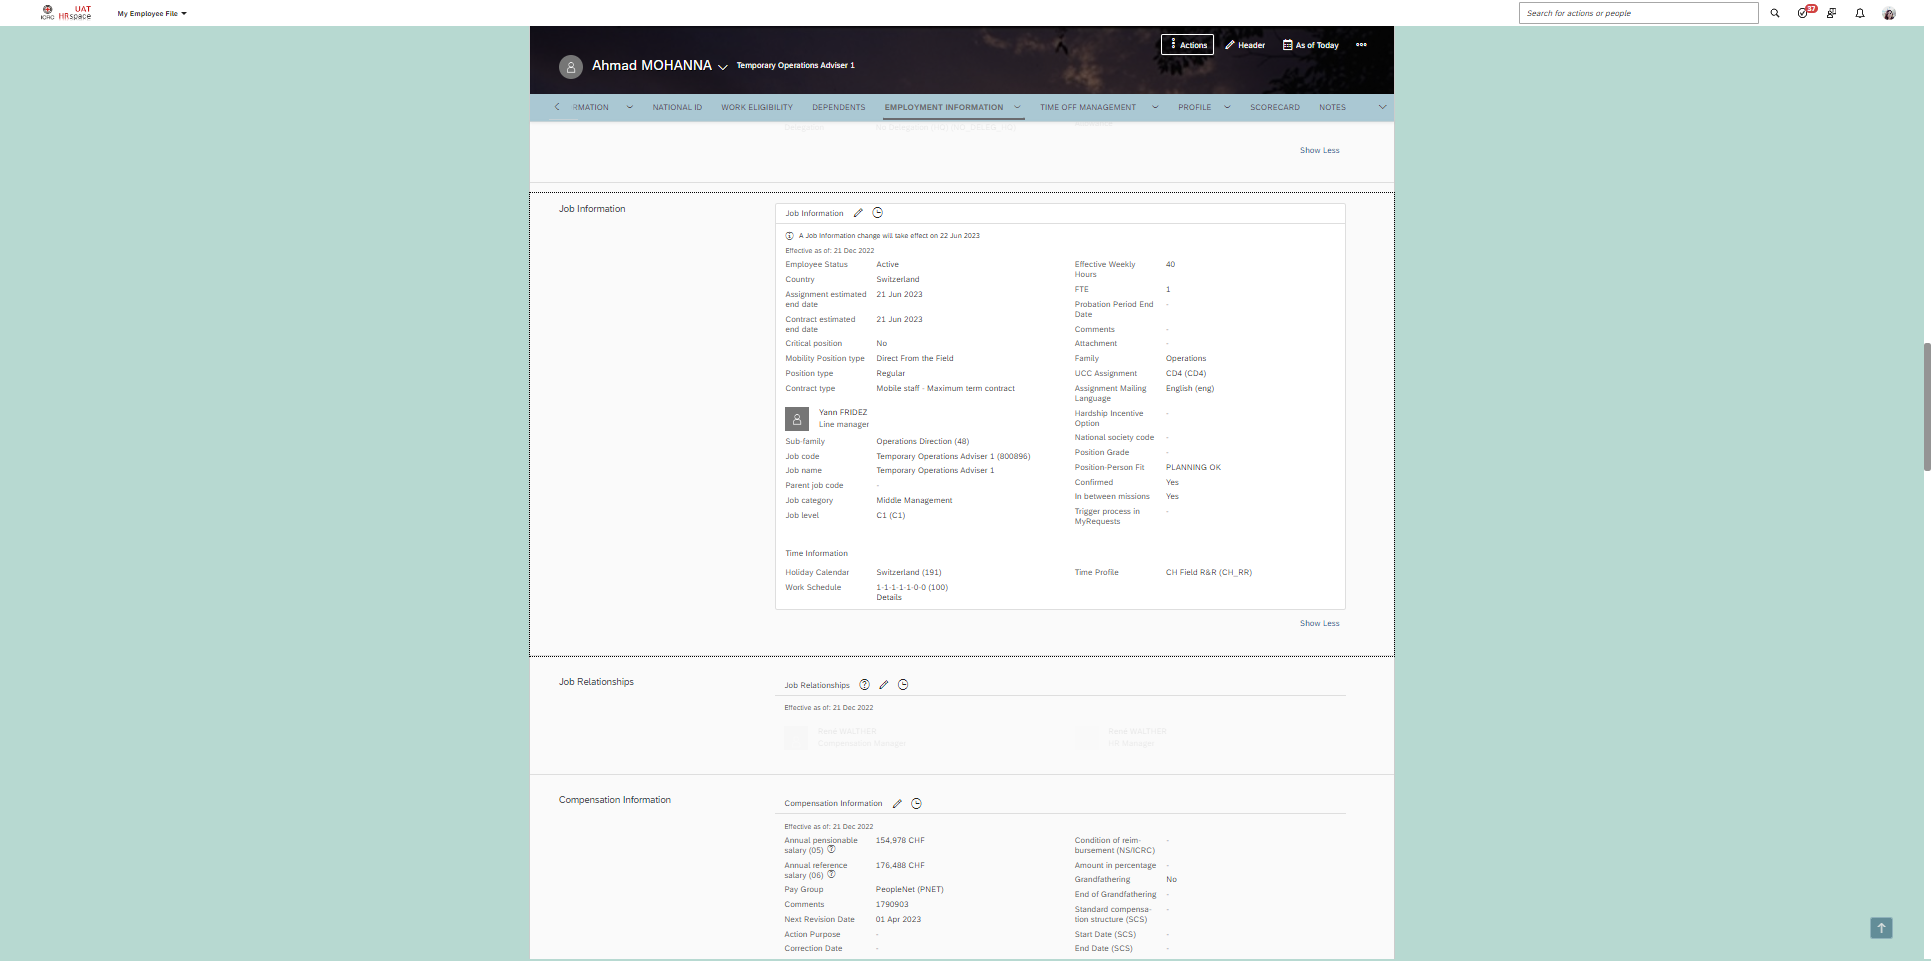 ICRC
UAT
HRspace
My Employee File
Search for actions or people
37
Ahmad MOHANNA
Temporary Operations Adviser 1
Actions
Header
As of Today
RMATION
NATIONAL ID
WORK ELIGIBILITY
DEPENDENTS
EMPLOYMENT INFORMATION
TIME OFF MANAGEMENT
PROFILE
SCORECARD
NOTES
Delegation
Show Less
Job Information
Job Information
A Job Information change will take effect on 22 Jun 2023
Effective as of: 21 Dec 2022
Employee Status Active
Country Switzerland
Assignment estimated 21 Jun 2023
end date
Contract estimated 21 Jun 2023
end date
Critical position No
Mobility Position type Direct From the Field
Position type Regular
Contract type Mobile staff - Maximum term contract
Yann FRIDEZ
Line manager
Sub-family Operations Direction (48)
Job code Temporary Operations Adviser 1 (800896)
Job name Temporary Operations Adviser 1
Parent job code -
Job category Middle Management
Job level C1 (C1)
Effective Weekly 40
Hours
FTE 1
Probation Period End -
Date
Comments -
Attachment -
Family Operations
UCC Assignment CD4 (CD4)
Assignment Mailing English (eng)
Language
Hardship Incentive -
Option
National society code -
Position Grade -
Position-Person Fit PLANNING OK
Confirmed Yes
In between missions Yes
Trigger process in -
MyRequests
Time Information
Holiday Calendar Switzerland (191)
Work Schedule 1-1-1-1-1-0-0 (100)
Details
Time Profile CH Field R&R (CH_RR)
Show Less
Job Relationships
Job Relationships
Effective as of: 21 Dec 2022
René WALTHER
Compensation Manager
René WALTHER
HR Manager
Compensation Information
Compensation Information
Effective as of: 21 Dec 2022
Annual pensionable 154,978 CHF
salary (05)
Annual reference 176,488 CHF
salary (06)
Pay Group PeopleNet (PNET)
Comments 1790903
Next Revision Date 01 Apr 2023
Action Purpose -
Correction Date -
Condition of reim- -
bursement (NS/ICRC)
Amount in percentage -
Grandfathering No
End of Grandfathering -
Standard compensa- -
tion structure (SCS)
Start Date (SCS) -
End Date (SCS) -